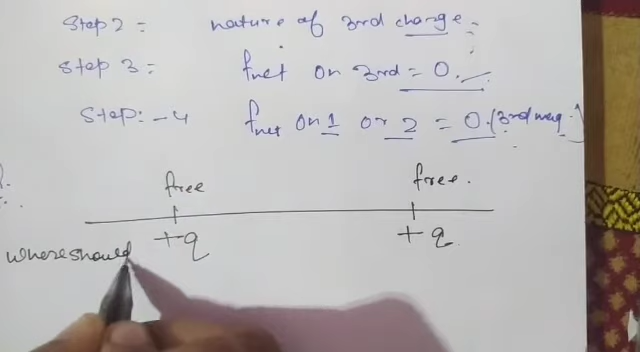 Step 2 = nature of 3rd charge.
Step 3 = fnet on 3rd = 0.
Step: - 4 fnet on 1 or 2 = 0. (3rd mag.)
free free.
+q +q
where should